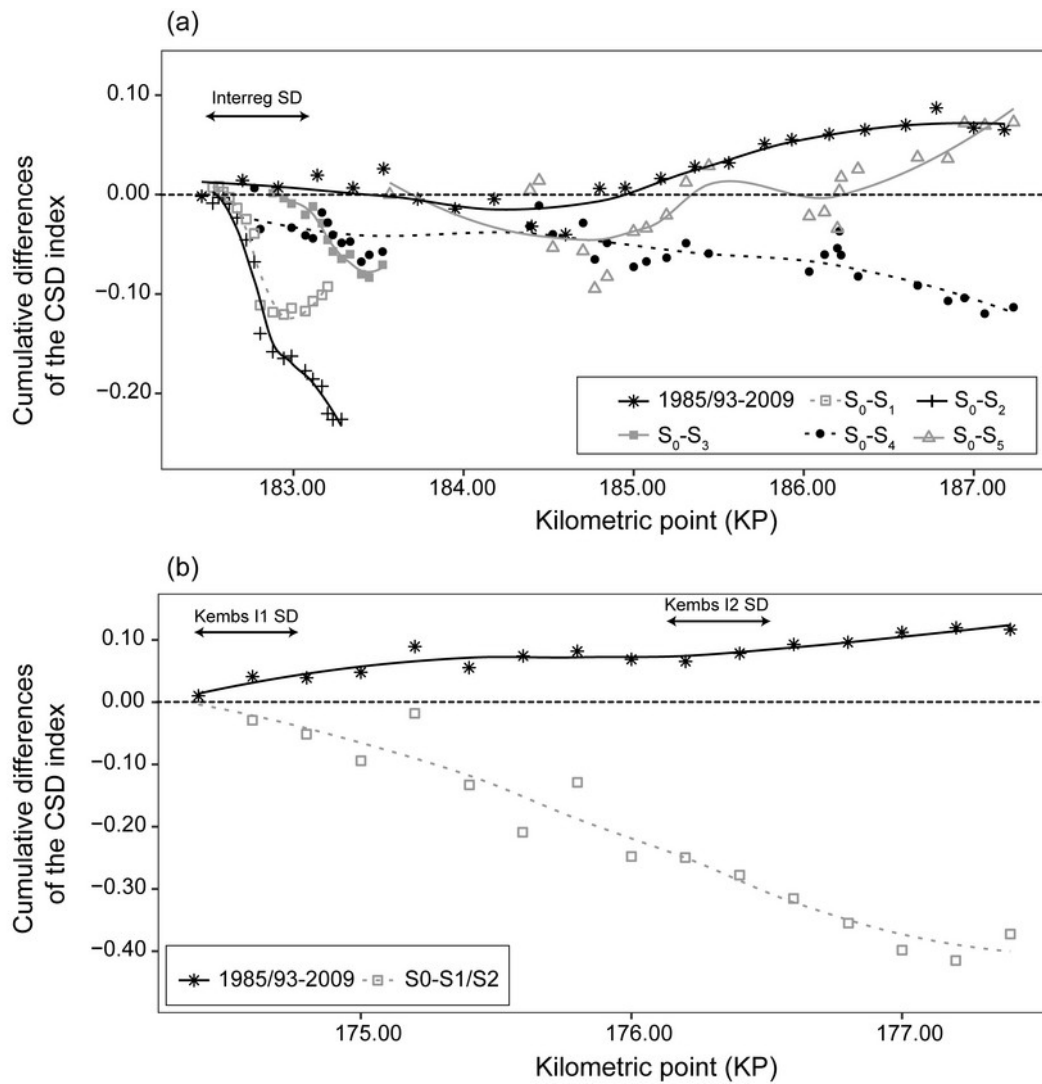 (a)
Interreg SD
0.10
0.00
−0.10
−0.20
Cumulative differences
of the CSD index
1985/93-2009 S₀-S₁ S₀-S₂
S₀-S₃ S₀-S₄ S₀-S₅
183.00 184.00 185.00 186.00 187.00
Kilometric point (KP)
(b)
Kembs I1 SD Kembs I2 SD
0.10
0.00
−0.10
−0.20
−0.30
−0.40
Cumulative differences
of the CSD index
1985/93-2009 S0-S1/S2
175.00 176.00 177.00
Kilometric point (KP)